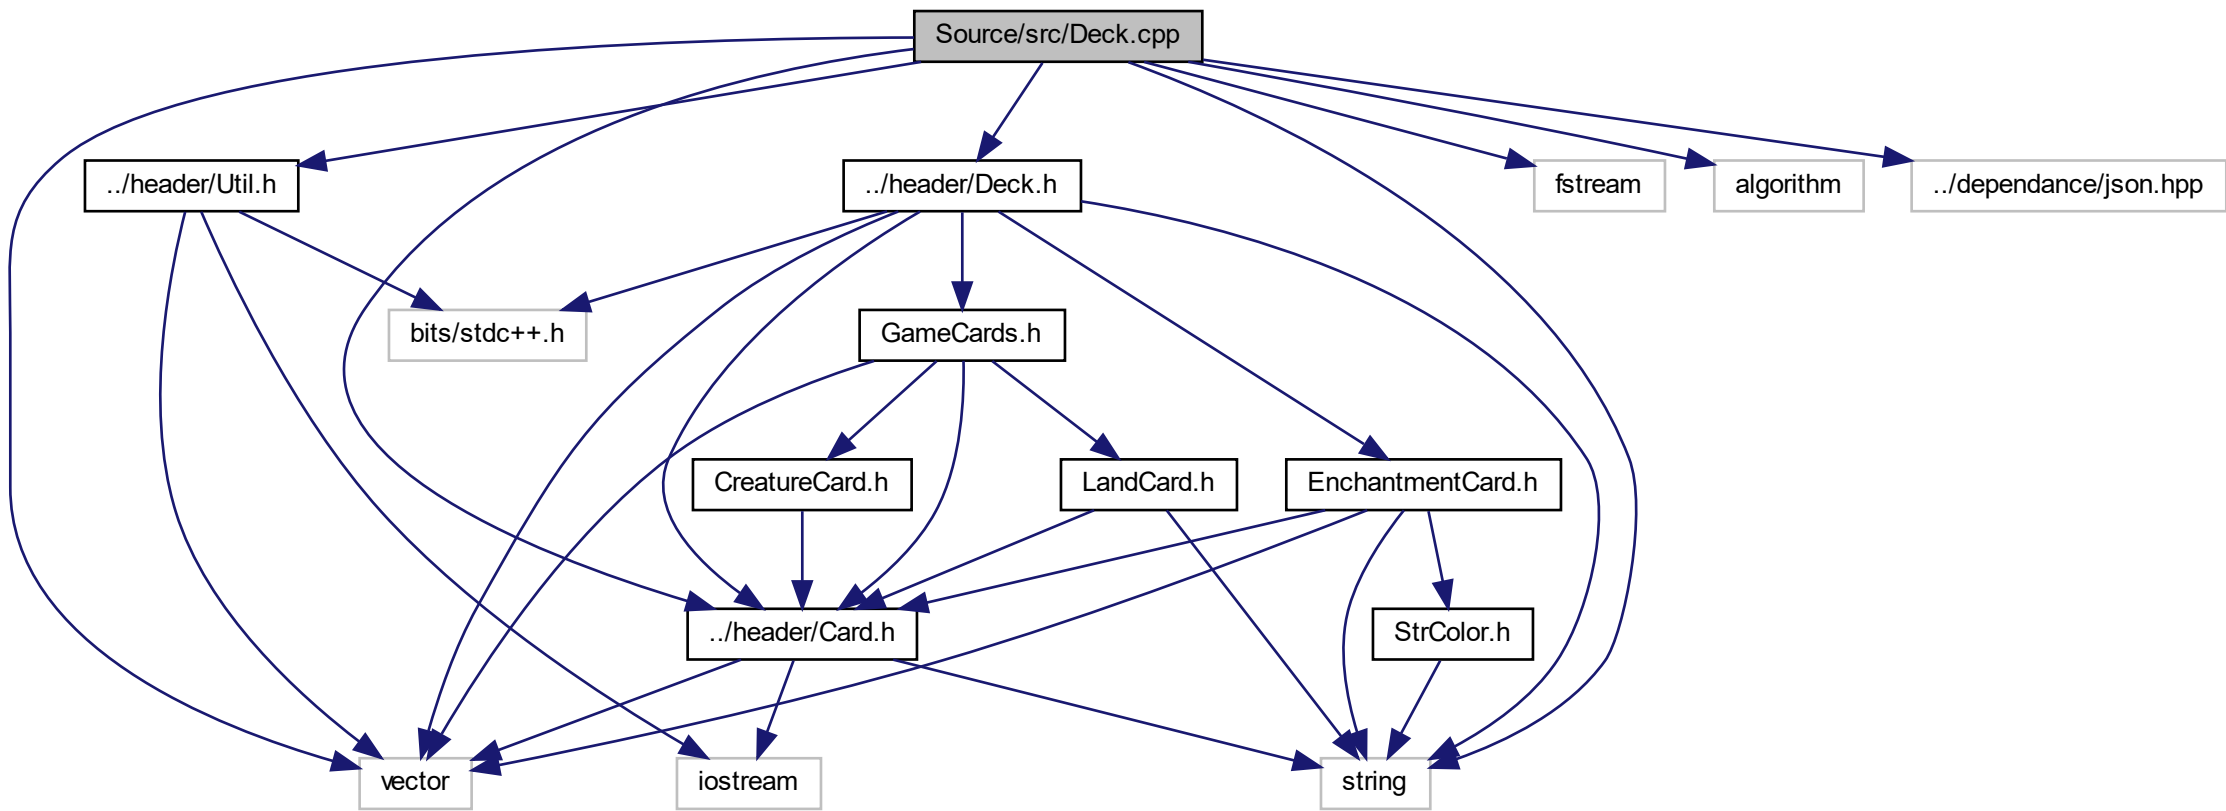 Source/src/Deck.cpp
../header/Util.h
../header/Deck.h
fstream
algorithm
../dependance/json.hpp
bits/stdc++.h
GameCards.h
CreatureCard.h
LandCard.h
EnchantmentCard.h
../header/Card.h
StrColor.h
vector
iostream
string